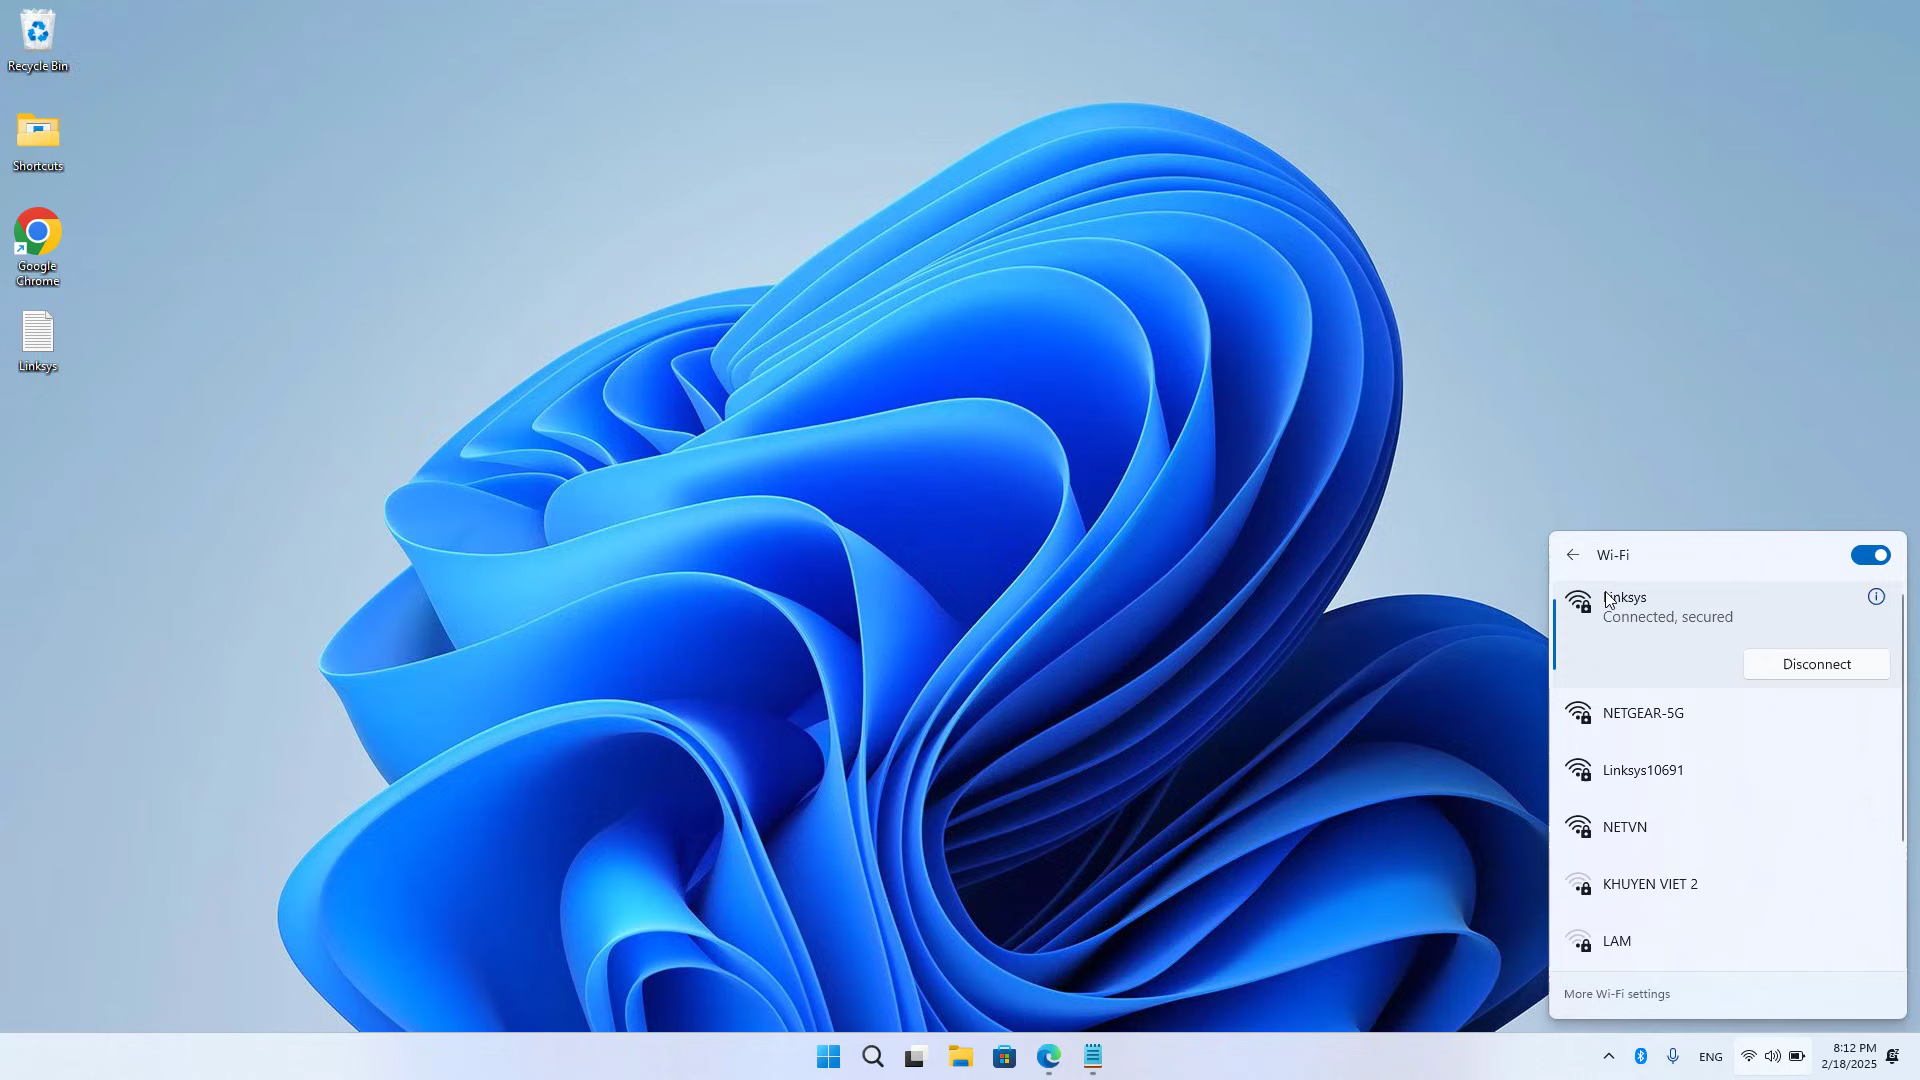 Recycle Bin
Shortcuts
Google
Chrome
Linksys
Wi-Fi
Linksys
Connected, secured
Disconnect
NETGEAR-5G
Linksys10691
NETVN
KHUYEN VIET 2
LAM
More Wi-Fi settings
ENG
8:12 PM
2/18/2025